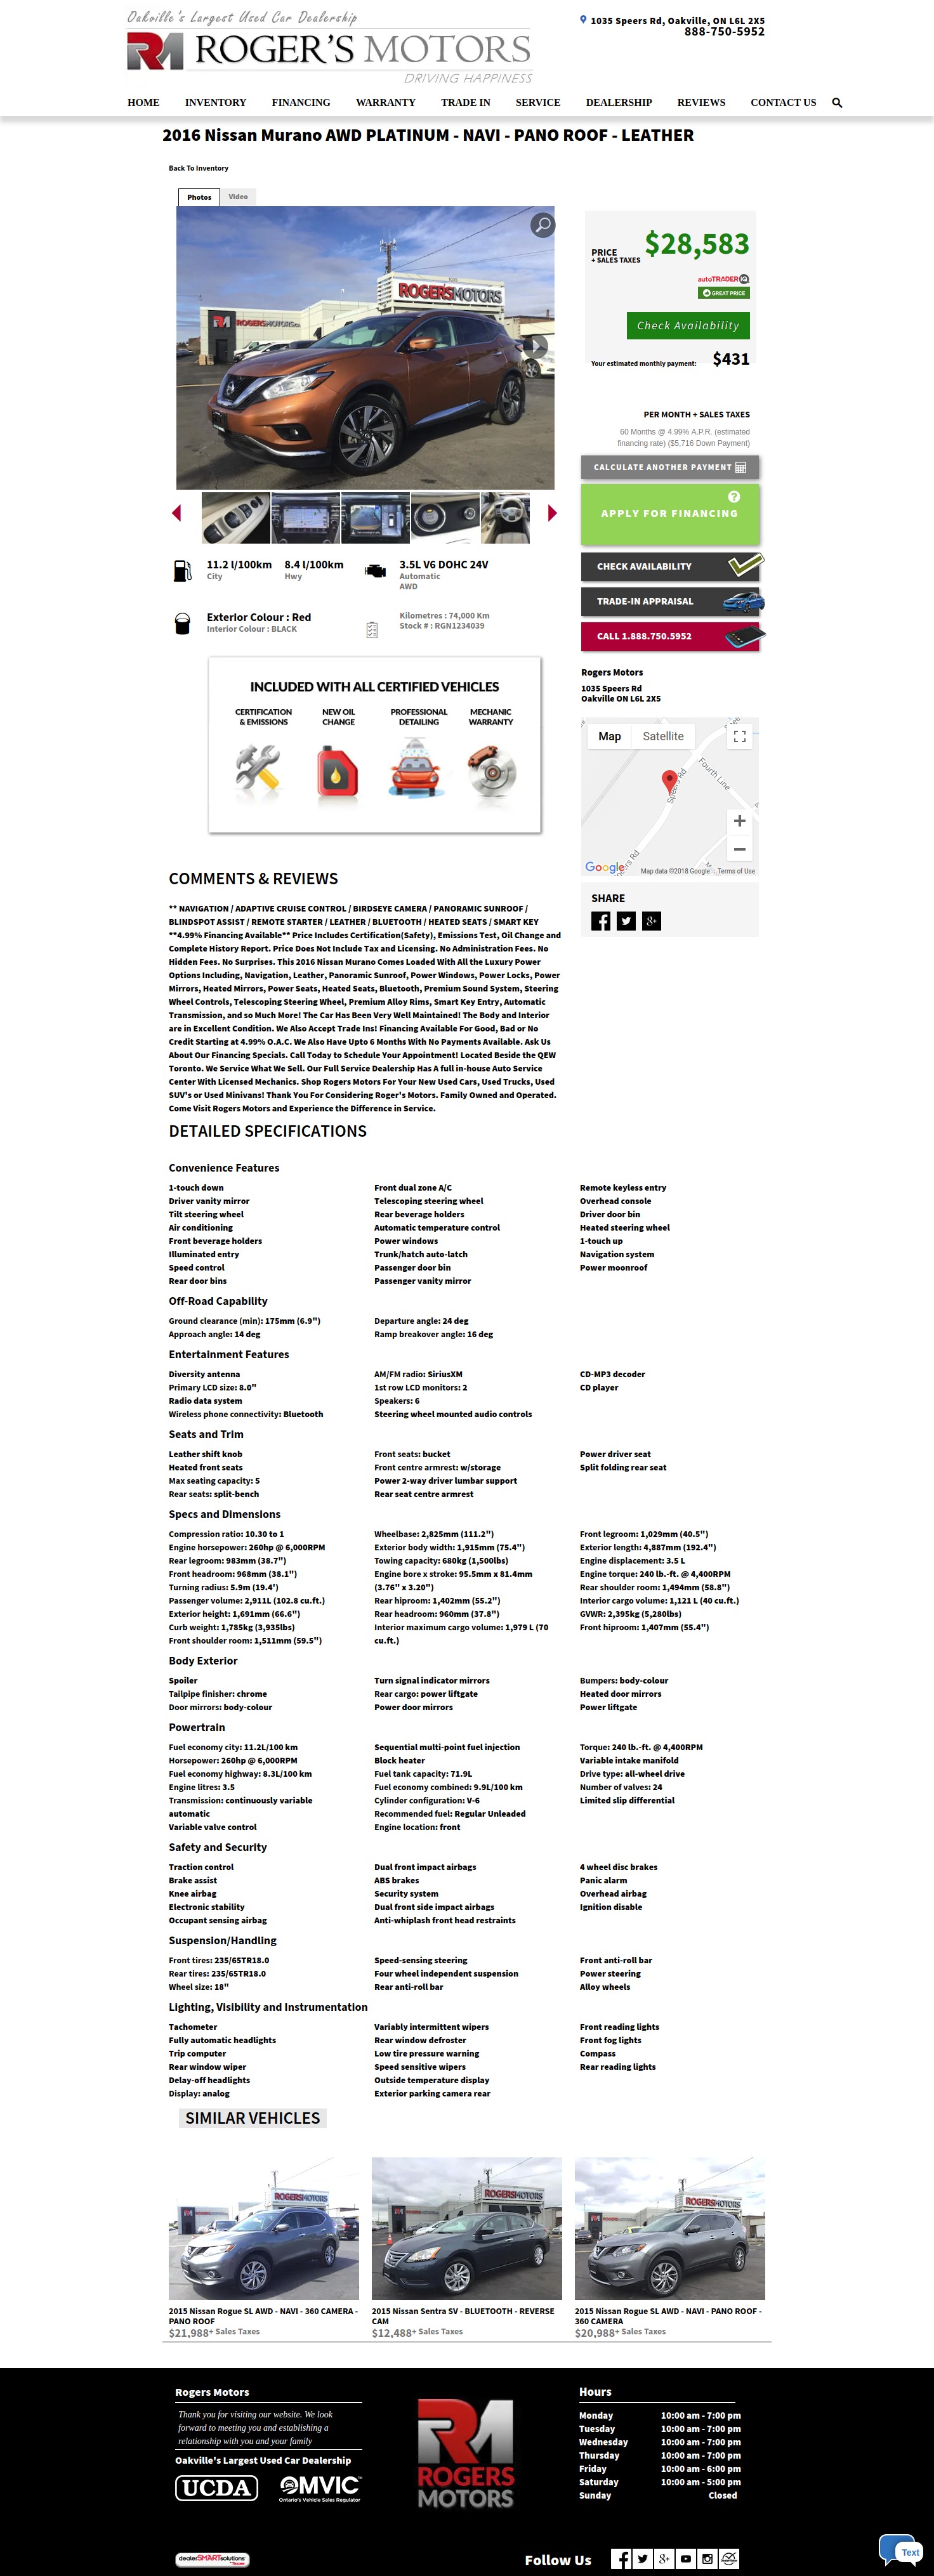 Oakville's Largest Used Car Dealership
RM ROGER'S MOTORS
DRIVING HAPPINESS
1035 Speers Rd, Oakville, ON L6L 2X5
888-750-5952
HOME INVENTORY FINANCING WARRANTY TRADE IN SERVICE DEALERSHIP REVIEWS CONTACT US
2016 Nissan Murano AWD PLATINUM - NAVI - PANO ROOF - LEATHER
Back To Inventory
Photos Video
ROGERSMOTORS
ROGERSMOTORS
PRICE
+ SALES TAXES
$28,583
autoTRADER
GREAT PRICE
Check Availability
Your estimated monthly payment: $431
PER MONTH + SALES TAXES
60 Months @ 4.99% A.P.R. (estimated
financing rate) ($5,716 Down Payment)
CALCULATE ANOTHER PAYMENT
?
APPLY FOR FINANCING
CHECK AVAILABILITY
TRADE-IN APPRAISAL
CALL 1.888.750.5952
11.2 l/100km
City
8.4 l/100km
Hwy
3.5L V6 DOHC 24V
Automatic
AWD
Exterior Colour : Red
Interior Colour : BLACK
Kilometres : 74,000 Km
Stock # : RGN1234039
INCLUDED WITH ALL CERTIFIED VEHICLES
CERTIFICATION
& EMISSIONS
NEW OIL
CHANGE
PROFESSIONAL
DETAILING
MECHANIC
WARRANTY
Rogers Motors
1035 Speers Rd
Oakville ON L6L 2X5
Map Satellite
Speers Rd
Fourth Line
Google
Map data ©2018 Google Terms of Use
SHARE
COMMENTS & REVIEWS
** NAVIGATION / ADAPTIVE CRUISE CONTROL / BIRDSEYE CAMERA / PANORAMIC SUNROOF /
BLINDSPOT ASSIST / REMOTE STARTER / LEATHER / BLUETOOTH / HEATED SEATS / SMART KEY
**4.99% Financing Available** Price Includes Certification(Safety), Emissions Test, Oil Change and
Complete History Report. Price Does Not Include Tax and Licensing. No Administration Fees. No
Hidden Fees. No Surprises. This 2016 Nissan Murano Comes Loaded With All the Luxury Power
Options Including, Navigation, Leather, Panoramic Sunroof, Power Windows, Power Locks, Power
Mirrors, Heated Mirrors, Power Seats, Heated Seats, Bluetooth, Premium Sound System, Steering
Wheel Controls, Telescoping Steering Wheel, Premium Alloy Rims, Smart Key Entry, Automatic
Transmission, and so Much More! The Car Has Been Very Well Maintained! The Body and Interior
are in Excellent Condition. We Also Accept Trade Ins! Financing Available For Good, Bad or No
Credit Starting at 4.99% O.A.C. We Also Have Upto 6 Months With No Payments Available. Ask Us
About Our Financing Specials. Call Today to Schedule Your Appointment! Located Beside the QEW
Toronto. We Service What We Sell. Our Full Service Dealership Has A full in-house Auto Service
Center With Licensed Mechanics. Shop Rogers Motors For Your New Used Cars, Used Trucks, Used
SUV's or Used Minivans! Thank You For Considering Roger's Motors. Family Owned and Operated.
Come Visit Rogers Motors and Experience the Difference in Service.
DETAILED SPECIFICATIONS
Convenience Features
1-touch down Front dual zone A/C Remote keyless entry
Driver vanity mirror Telescoping steering wheel Overhead console
Tilt steering wheel Rear beverage holders Driver door bin
Air conditioning Automatic temperature control Heated steering wheel
Front beverage holders Power windows 1-touch up
Illuminated entry Trunk/hatch auto-latch Navigation system
Speed control Passenger door bin Power moonroof
Rear door bins Passenger vanity mirror
Off-Road Capability
Ground clearance (min): 175mm (6.9") Departure angle: 24 deg
Approach angle: 14 deg Ramp breakover angle: 16 deg
Entertainment Features
Diversity antenna AM/FM radio: SiriusXM CD-MP3 decoder
Primary LCD size: 8.0" 1st row LCD monitors: 2 CD player
Radio data system Speakers: 6
Wireless phone connectivity: Bluetooth Steering wheel mounted audio controls
Seats and Trim
Leather shift knob Front seats: bucket Power driver seat
Heated front seats Front centre armrest: w/storage Split folding rear seat
Max seating capacity: 5 Power 2-way driver lumbar support
Rear seats: split-bench Rear seat centre armrest
Specs and Dimensions
Compression ratio: 10.30 to 1 Wheelbase: 2,825mm (111.2") Front legroom: 1,029mm (40.5")
Engine horsepower: 260hp @ 6,000RPM Exterior body width: 1,915mm (75.4") Exterior length: 4,887mm (192.4")
Rear legroom: 983mm (38.7") Towing capacity: 680kg (1,500lbs) Engine displacement: 3.5 L
Front headroom: 968mm (38.1") Engine bore x stroke: 95.5mm x 81.4mm Engine torque: 240 lb.-ft. @ 4,400RPM
Turning radius: 5.9m (19.4') (3.76" x 3.20") Rear shoulder room: 1,494mm (58.8")
Passenger volume: 2,911L (102.8 cu.ft.) Rear hiproom: 1,402mm (55.2") Interior cargo volume: 1,121 L (40 cu.ft.)
Exterior height: 1,691mm (66.6") Rear headroom: 960mm (37.8") GVWR: 2,395kg (5,280lbs)
Curb weight: 1,785kg (3,935lbs) Interior maximum cargo volume: 1,979 L (70 Front hiproom: 1,407mm (55.4")
Front shoulder room: 1,511mm (59.5") cu.ft.)
Body Exterior
Spoiler Turn signal indicator mirrors Bumpers: body-colour
Tailpipe finisher: chrome Rear cargo: power liftgate Heated door mirrors
Door mirrors: body-colour Power door mirrors Power liftgate
Powertrain
Fuel economy city: 11.2L/100 km Sequential multi-point fuel injection Torque: 240 lb.-ft. @ 4,400RPM
Horsepower: 260hp @ 6,000RPM Block heater Variable intake manifold
Fuel economy highway: 8.3L/100 km Fuel tank capacity: 71.9L Drive type: all-wheel drive
Engine litres: 3.5 Fuel economy combined: 9.9L/100 km Number of valves: 24
Transmission: continuously variable Cylinder configuration: V-6 Limited slip differential
automatic Recommended fuel: Regular Unleaded
Variable valve control Engine location: front
Safety and Security
Traction control Dual front impact airbags 4 wheel disc brakes
Brake assist ABS brakes Panic alarm
Knee airbag Security system Overhead airbag
Electronic stability Dual front side impact airbags Ignition disable
Occupant sensing airbag Anti-whiplash front head restraints
Suspension/Handling
Front tires: 235/65TR18.0 Speed-sensing steering Front anti-roll bar
Rear tires: 235/65TR18.0 Four wheel independent suspension Power steering
Wheel size: 18" Rear anti-roll bar Alloy wheels
Lighting, Visibility and Instrumentation
Tachometer Variably intermittent wipers Front reading lights
Fully automatic headlights Rear window defroster Front fog lights
Trip computer Low tire pressure warning Compass
Rear window wiper Speed sensitive wipers Rear reading lights
Delay-off headlights Outside temperature display
Display: analog Exterior parking camera rear
SIMILAR VEHICLES
ROGERSMOTORS ROGERSMOTORS ROGERSMOTORS
2015 Nissan Rogue SL AWD - NAVI - 360 CAMERA -
PANO ROOF
$21,988+ Sales Taxes
2015 Nissan Sentra SV - BLUETOOTH - REVERSE
CAM
$12,488+ Sales Taxes
2015 Nissan Rogue SL AWD - NAVI - PANO ROOF -
360 CAMERA
$20,988+ Sales Taxes
Rogers Motors
Thank you for visiting our website. We look
forward to meeting you and establishing a
relationship with you and your family
Oakville's Largest Used Car Dealership
UCDA
OMVIC
Ontario's Vehicle Sales Regulator
RM
ROGERS
MOTORS
Hours
Monday 10:00 am - 7:00 pm
Tuesday 10:00 am - 7:00 pm
Wednesday 10:00 am - 7:00 pm
Thursday 10:00 am - 7:00 pm
Friday 10:00 am - 6:00 pm
Saturday 10:00 am - 5:00 pm
Sunday Closed
dealerSMARTsolutions
Follow Us
Text